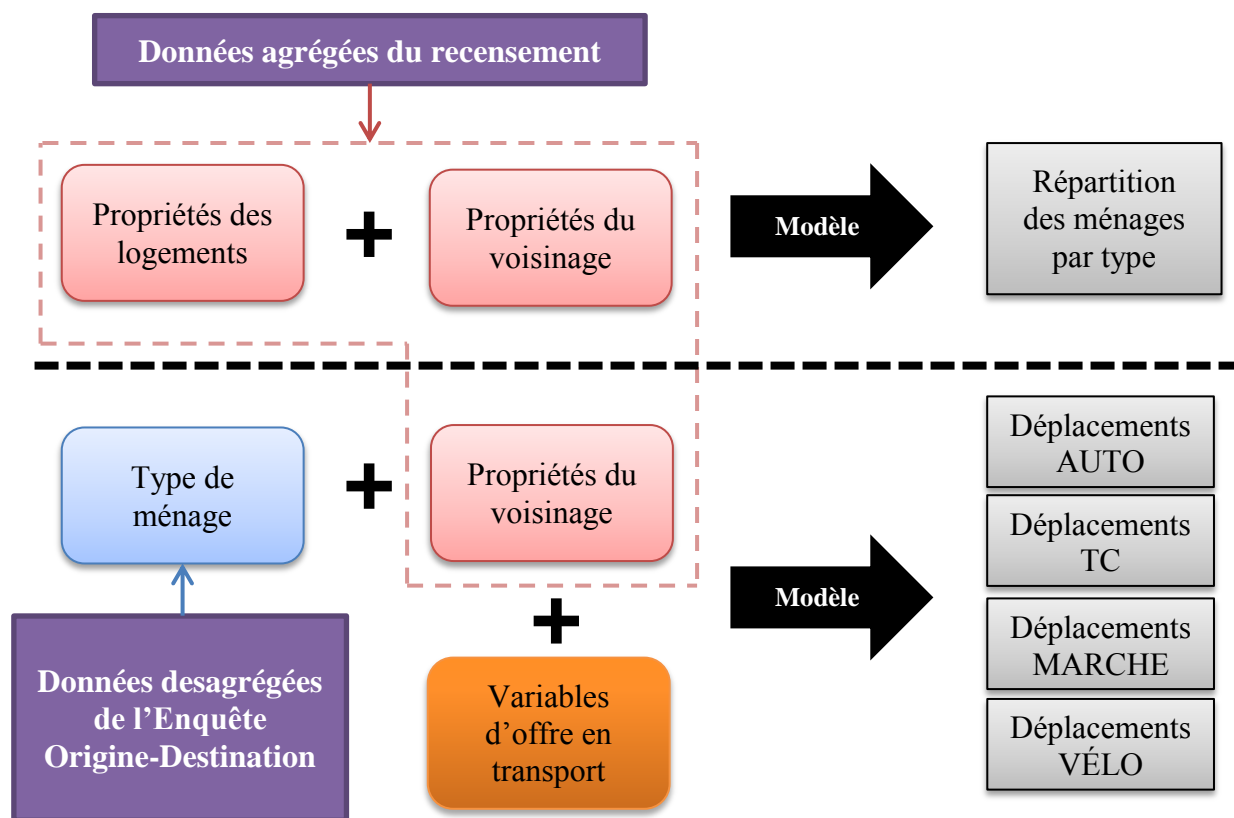 Données agrégées du recensement
Propriétés des
logements
+
Propriétés du
voisinage
Modèle
Répartition
des ménages
par type
Type de
ménage
+
Propriétés du
voisinage
+
Variables
d'offre en
transport
Données desagrégées
de l'Enquête
Origine-Destination
Modèle
Déplacements
AUTO
Déplacements
TC
Déplacements
MARCHE
Déplacements
VÉLO